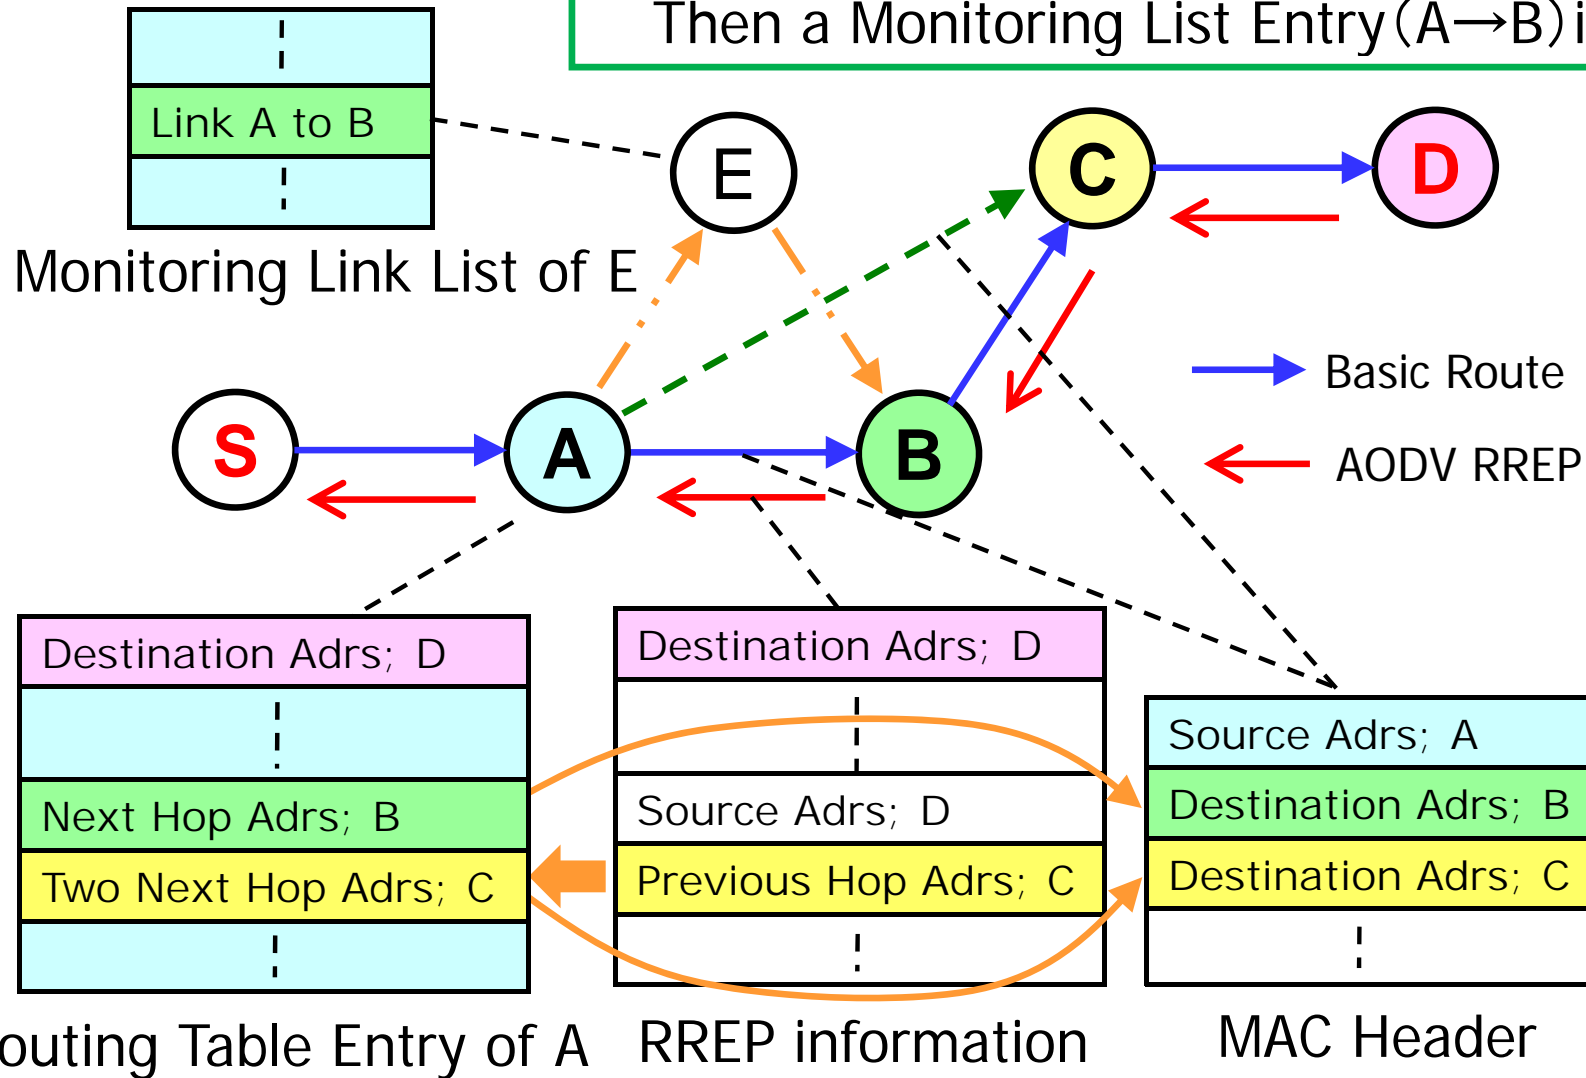 Then a Monitoring List Entry(A→B)i
Link A to B
Monitoring Link List of E
E
C
D
S
A
B
Basic Route
AODV RREP
Destination Adrs; D
Next Hop Adrs; B
Two Next Hop Adrs; C
outing Table Entry of A
Destination Adrs; D
Source Adrs; D
Previous Hop Adrs; C
RREP information
Source Adrs; A
Destination Adrs; B
Destination Adrs; C
MAC Header